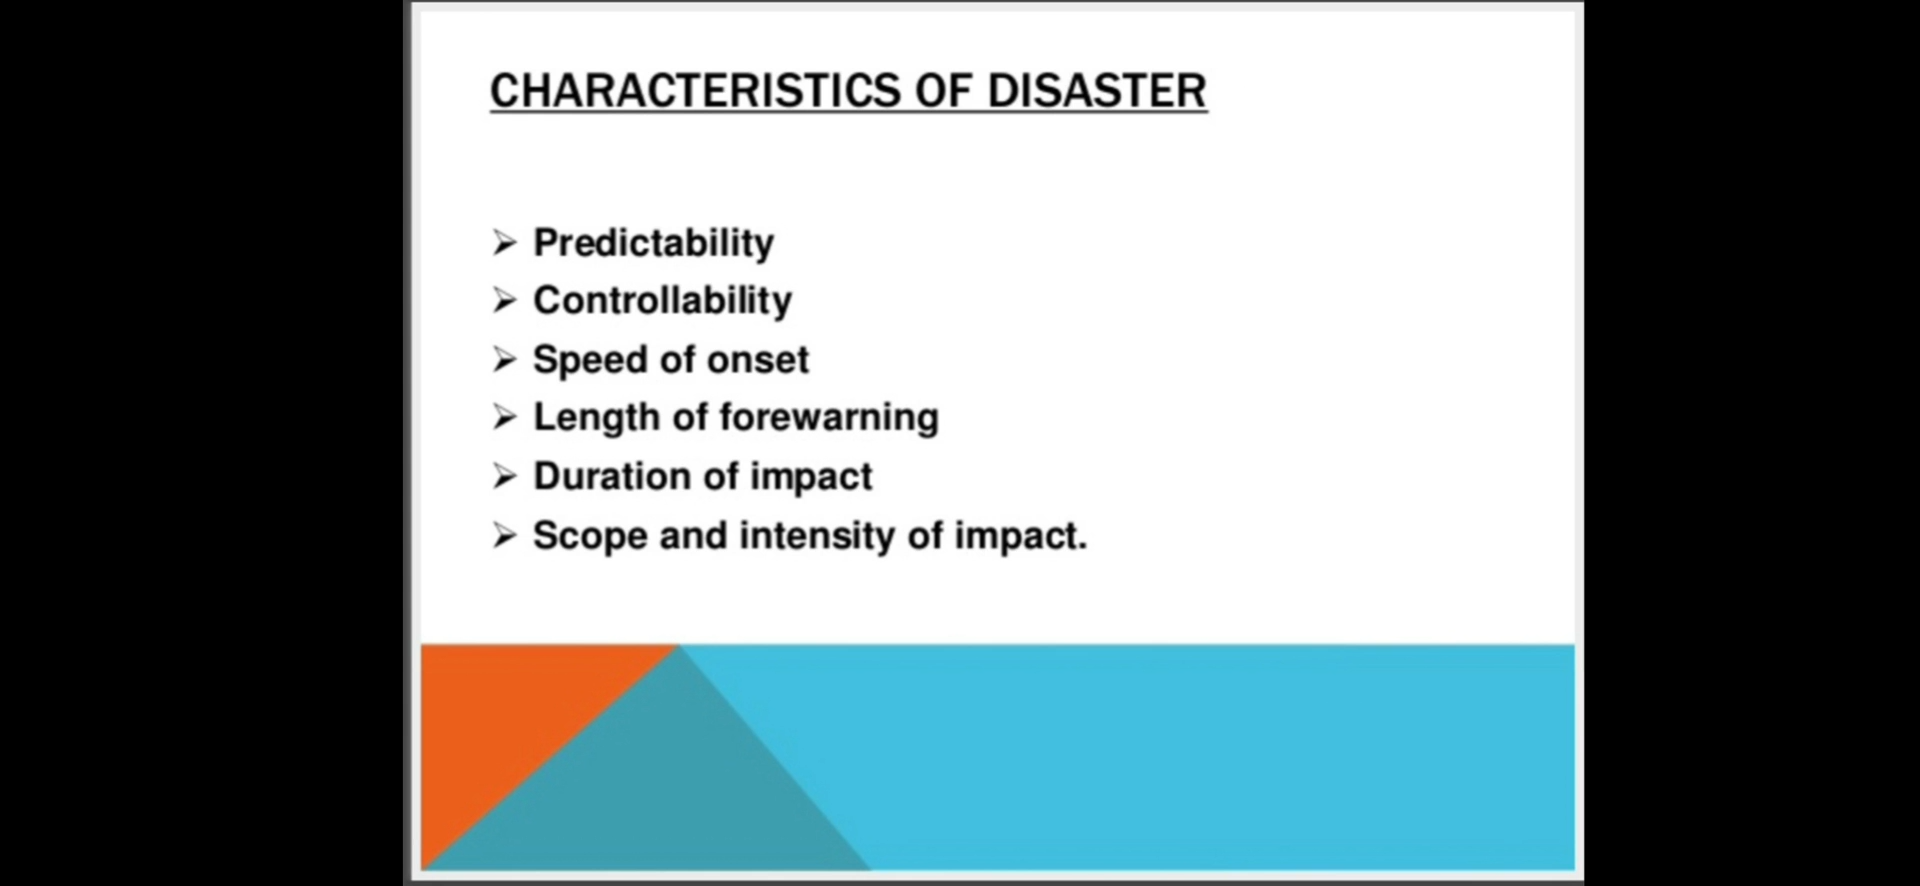 CHARACTERISTICS OF DISASTER
➢ Predictability
➢ Controllability
➢ Speed of onset
➢ Length of forewarning
➢ Duration of impact
➢ Scope and intensity of impact.